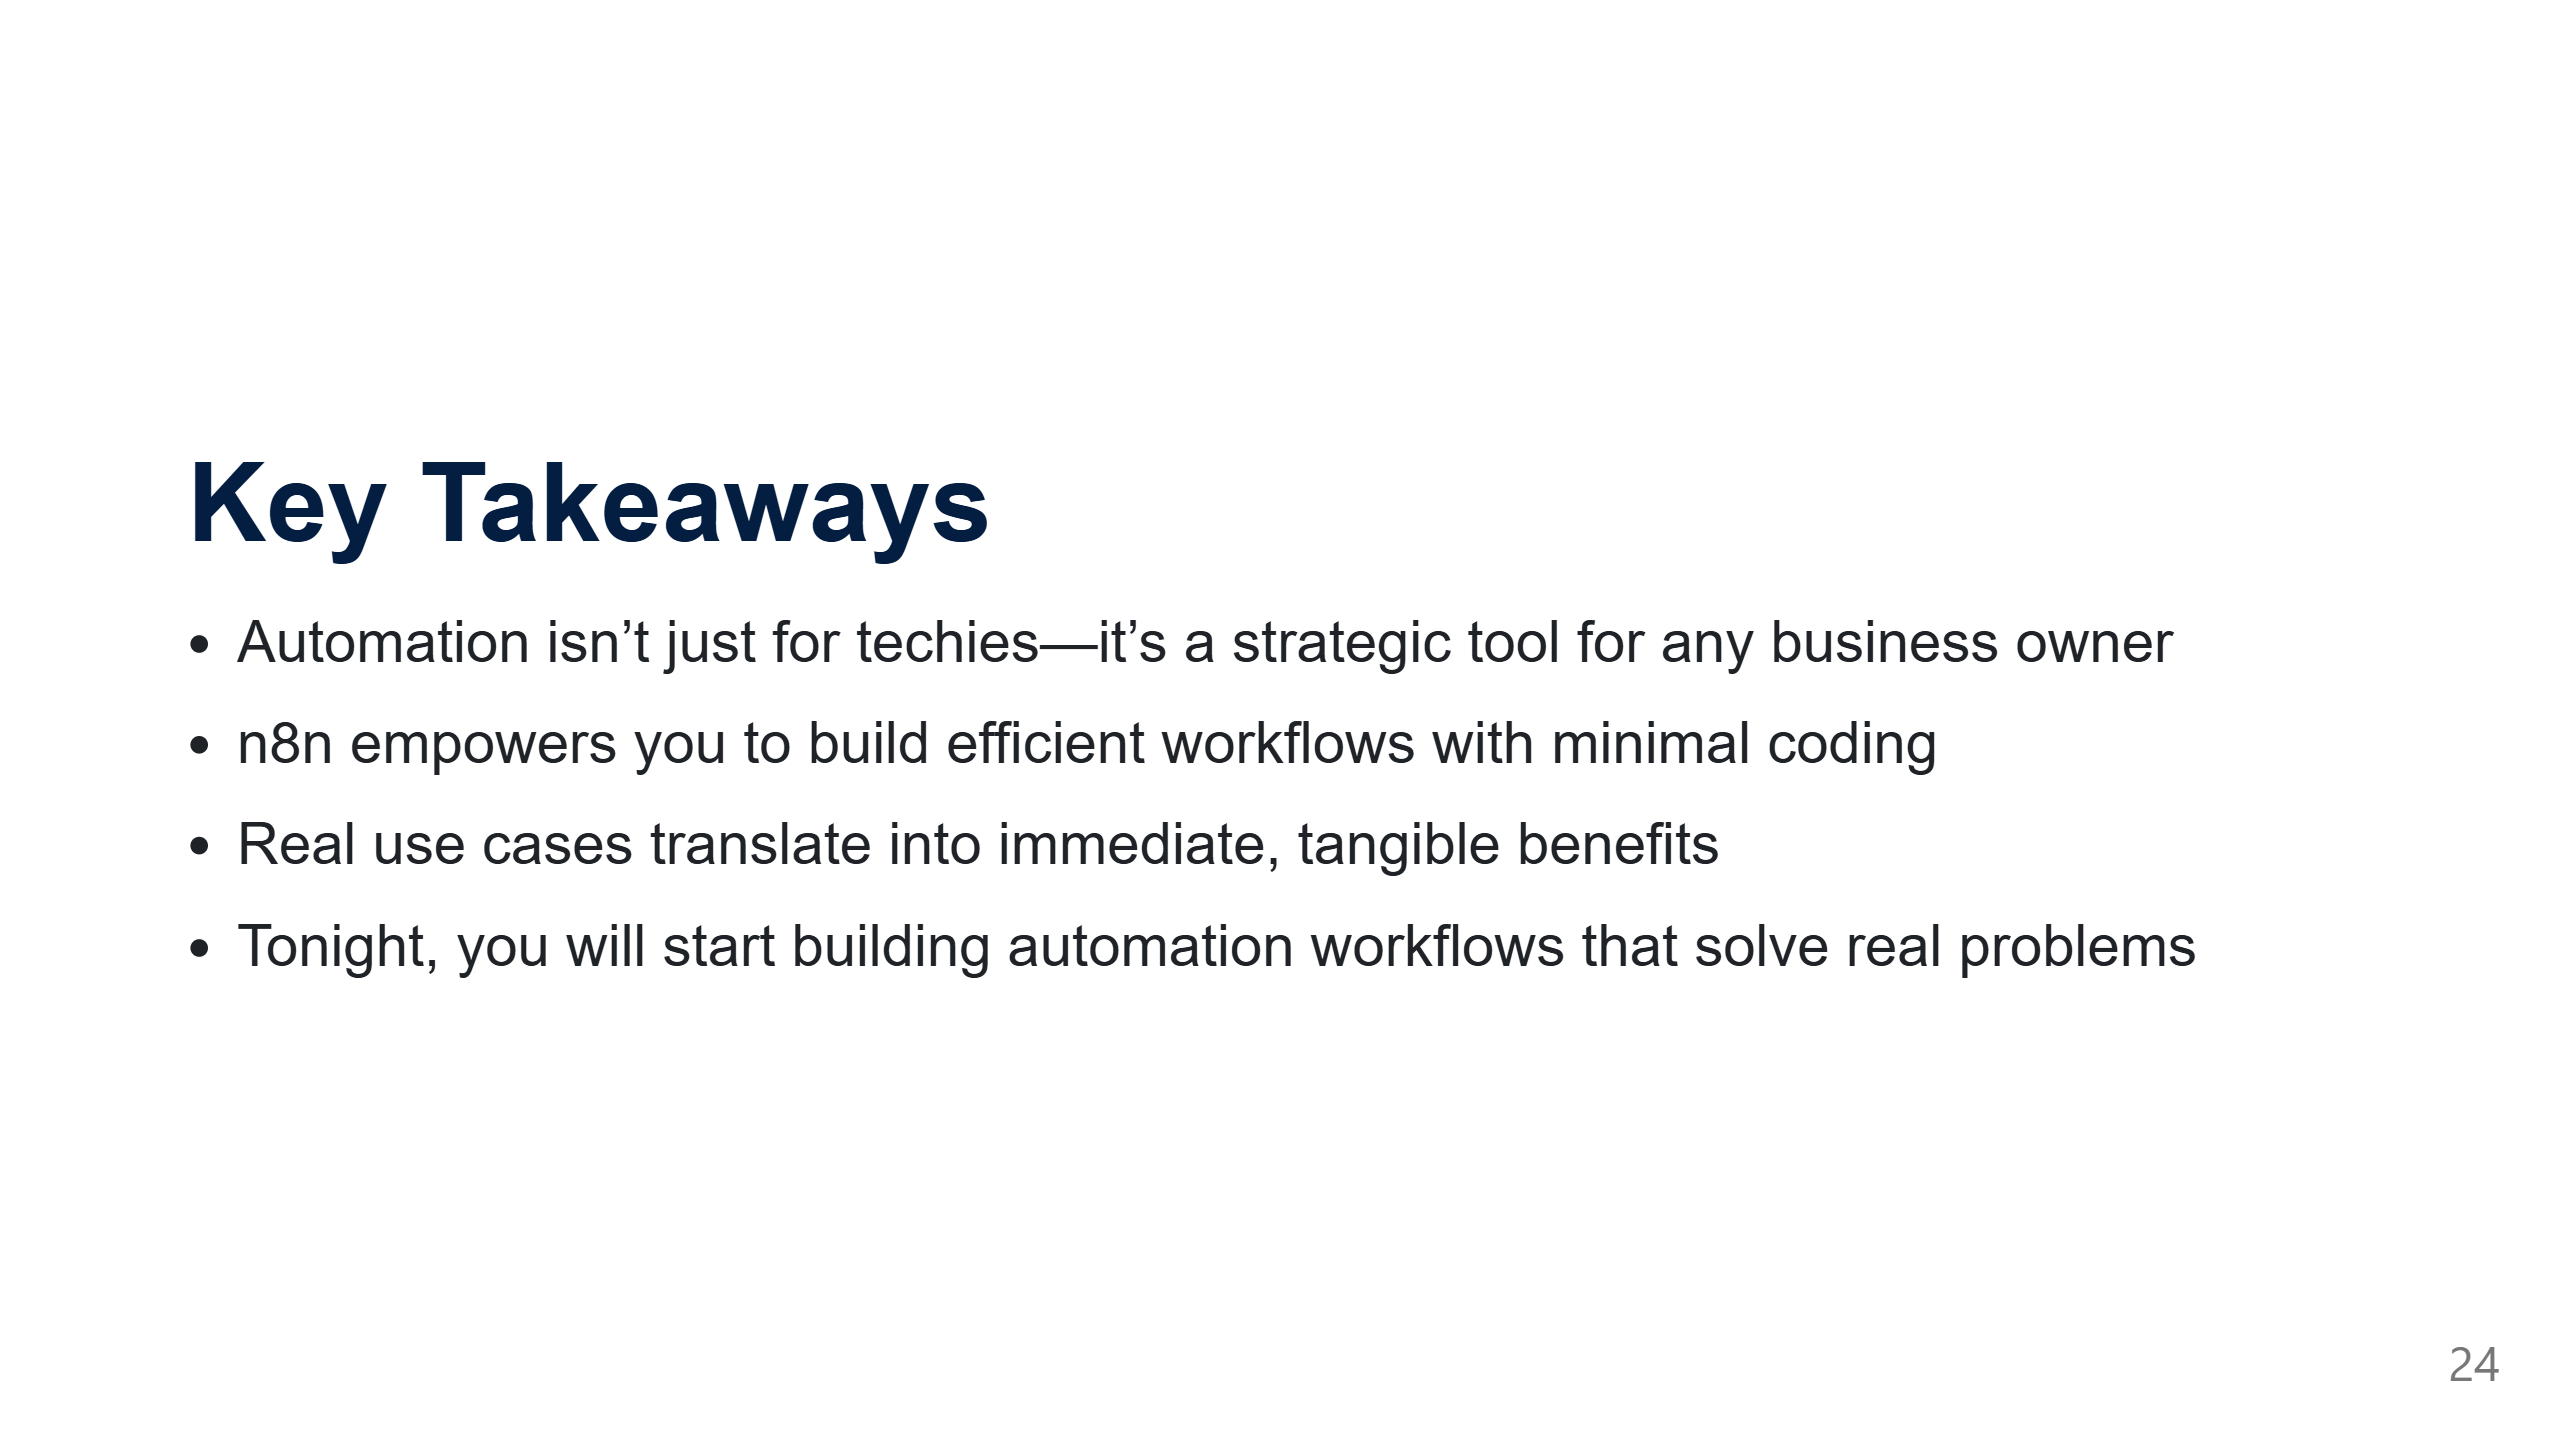 Key Takeaways
• Automation isn’t just for techies—it’s a strategic tool for any business owner
• n8n empowers you to build efficient workflows with minimal coding
• Real use cases translate into immediate, tangible benefits
• Tonight, you will start building automation workflows that solve real problems
24